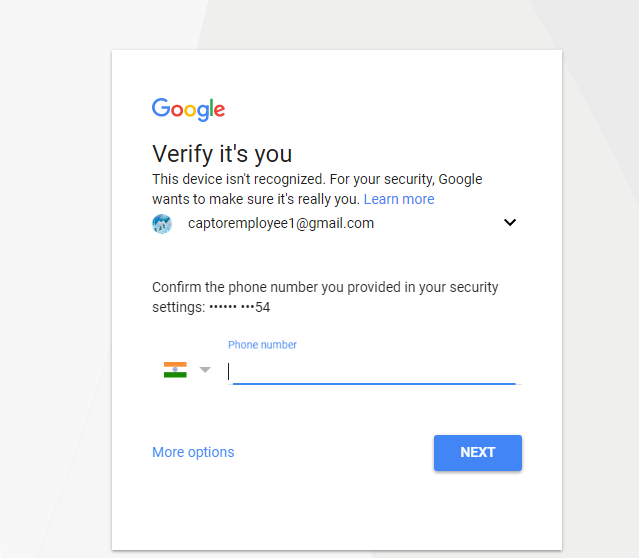 Google
Verify it's you
This device isn't recognized. For your security, Google
wants to make sure it's really you. Learn more
captoremployee1@gmail.com
Confirm the phone number you provided in your security
settings: •••••• •••54
Phone number
More options
NEXT